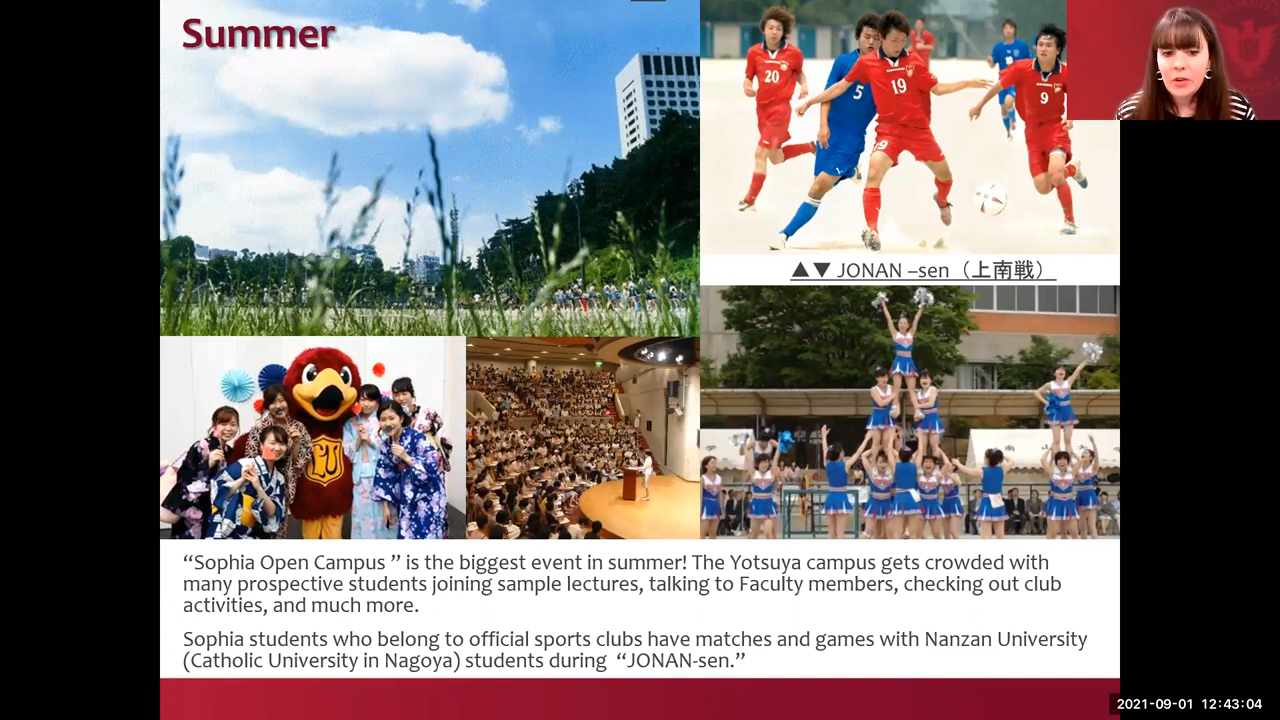 Summer
20
5
19
9
10
▲▼ JONAN –sen（上南戦）
“Sophia Open Campus ” is the biggest event in summer! The Yotsuya campus gets crowded with
many prospective students joining sample lectures, talking to Faculty members, checking out club
activities, and much more.
Sophia students who belong to official sports clubs have matches and games with Nanzan University
(Catholic University in Nagoya) students during “JONAN-sen.”
2021-09-01 12:43:04